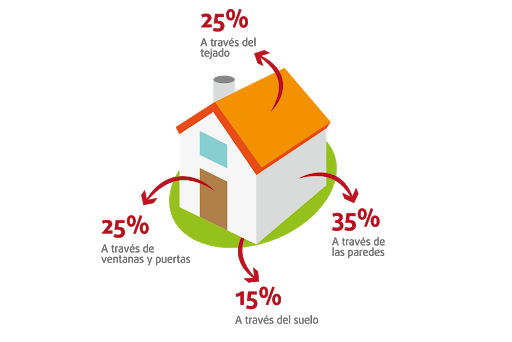 25%
A través del
tejado
25%
A través de
ventanas y puertas
35%
A través de
las paredes
15%
A través del suelo